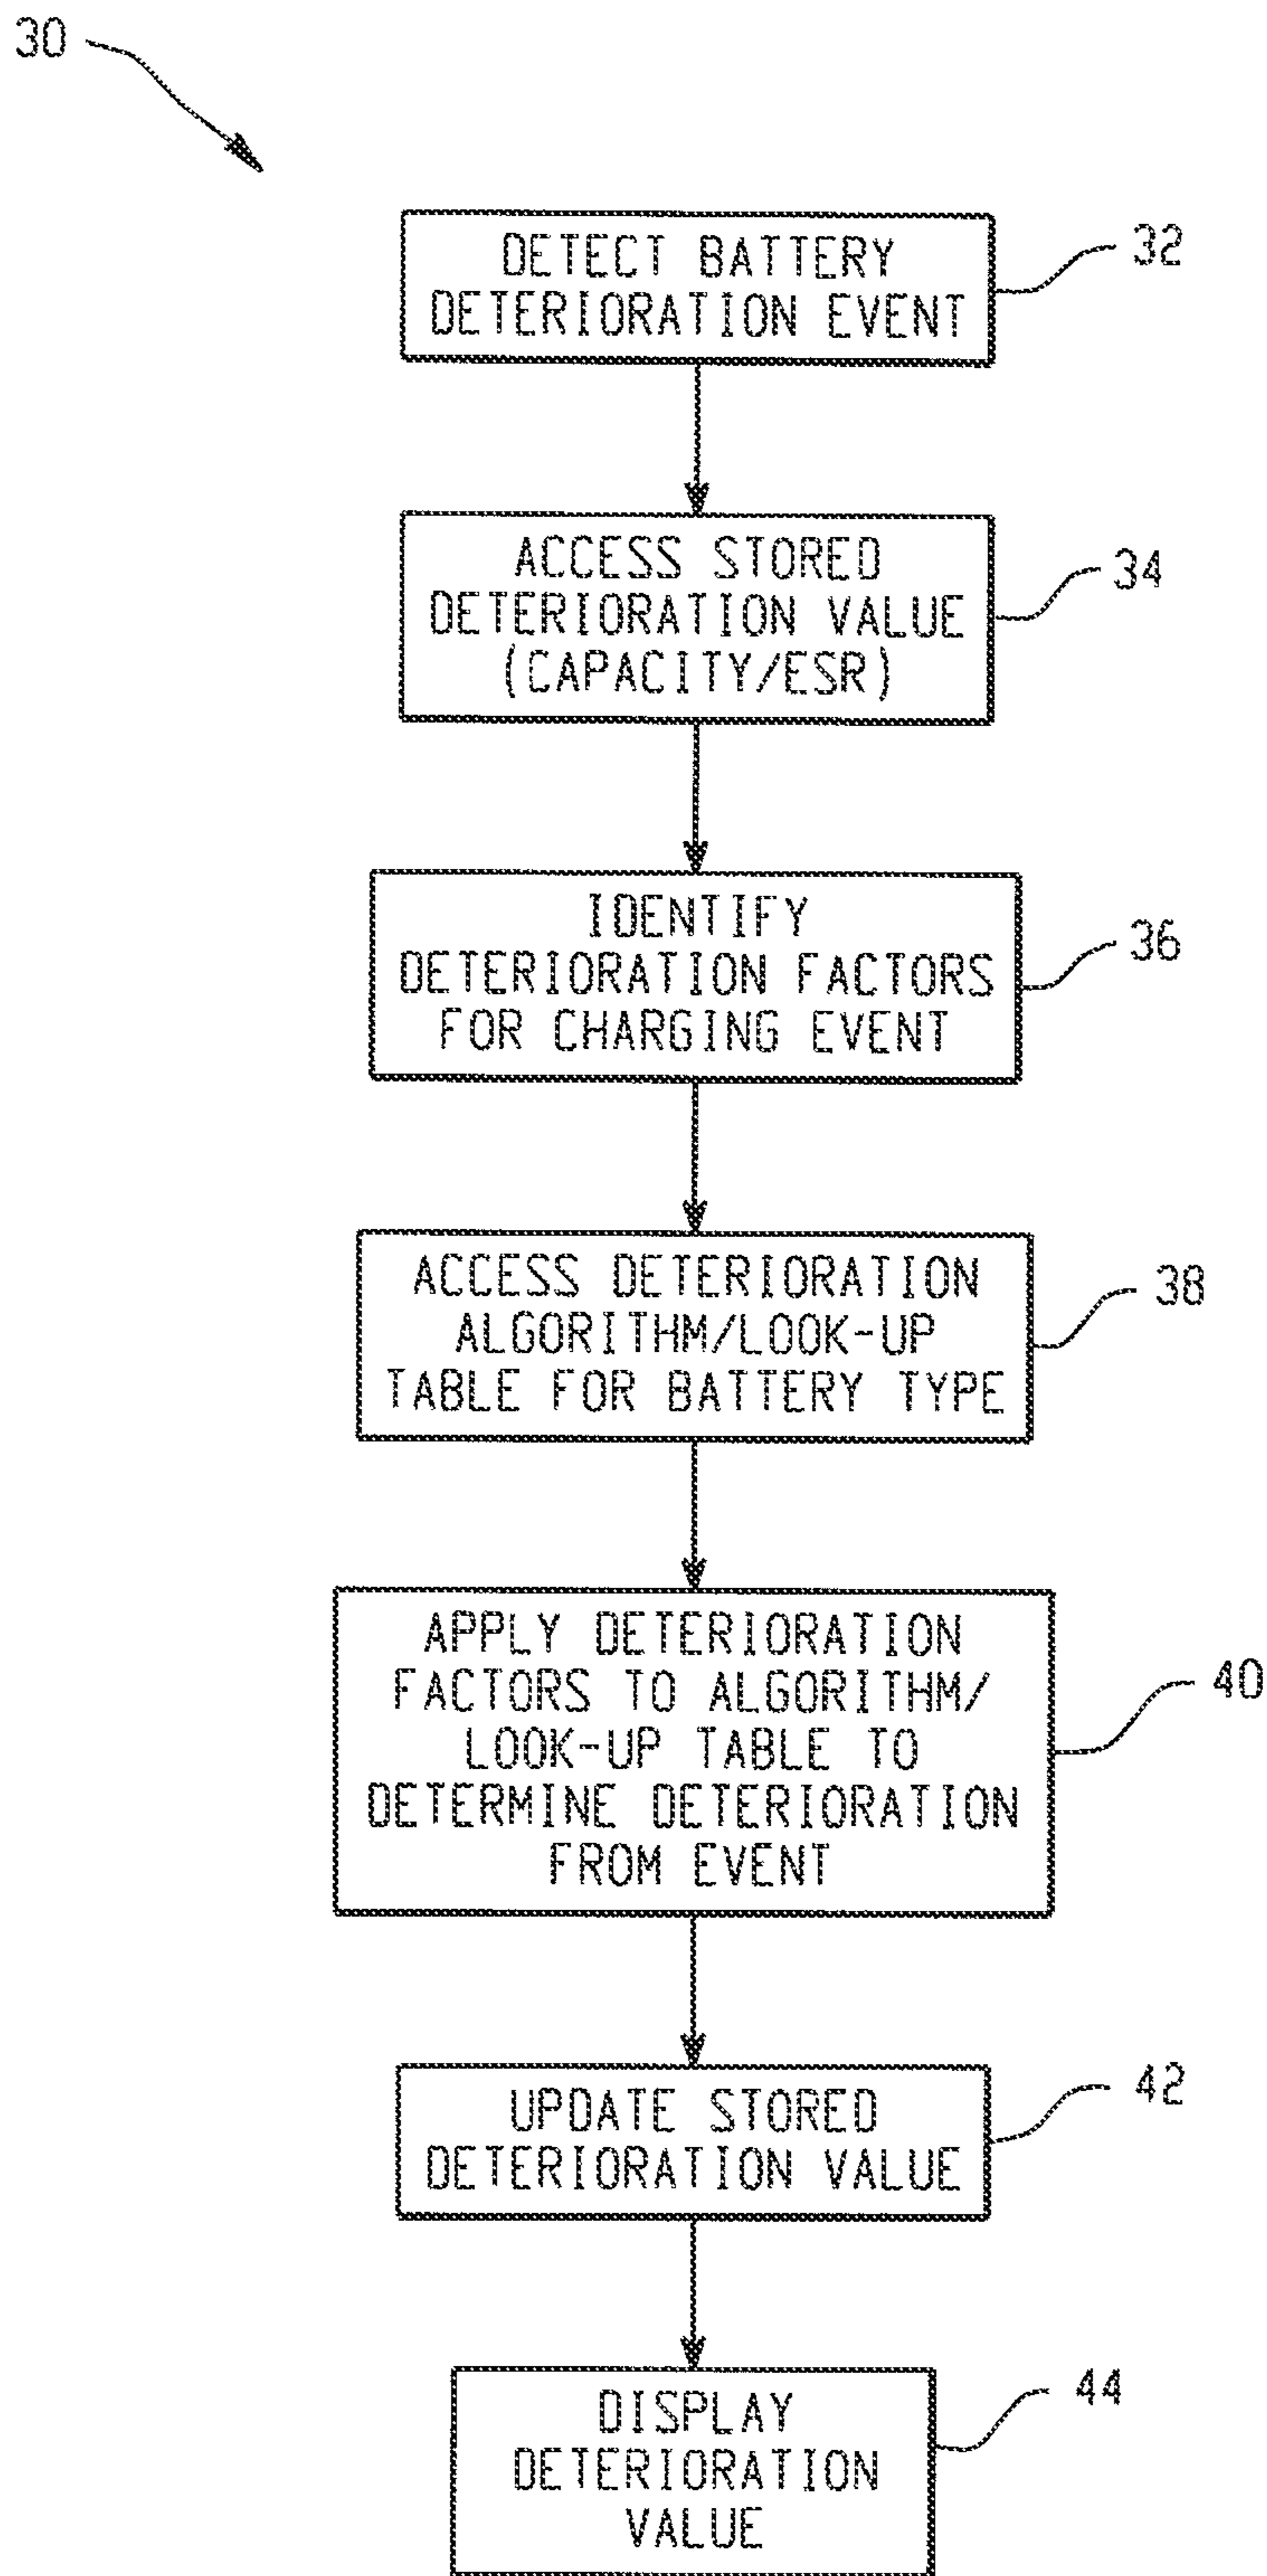 30
DETECT BATTERY
DETERIORATION EVENT
32
ACCESS STORED
DETERIORATION VALUE
(CAPACITY/ESR)
34
IDENTIFY
DETERIORATION FACTORS
FOR CHARGING EVENT
36
ACCESS DETERIORATION
ALGORITHM/LOOK-UP
TABLE FOR BATTERY TYPE
38
APPLY DETERIORATION
FACTORS TO ALGORITHM/
LOOK-UP TABLE TO
DETERMINE DETERIORATION
FROM EVENT
40
UPDATE STORED
DETERIORATION VALUE
42
DISPLAY
DETERIORATION
VALUE
44